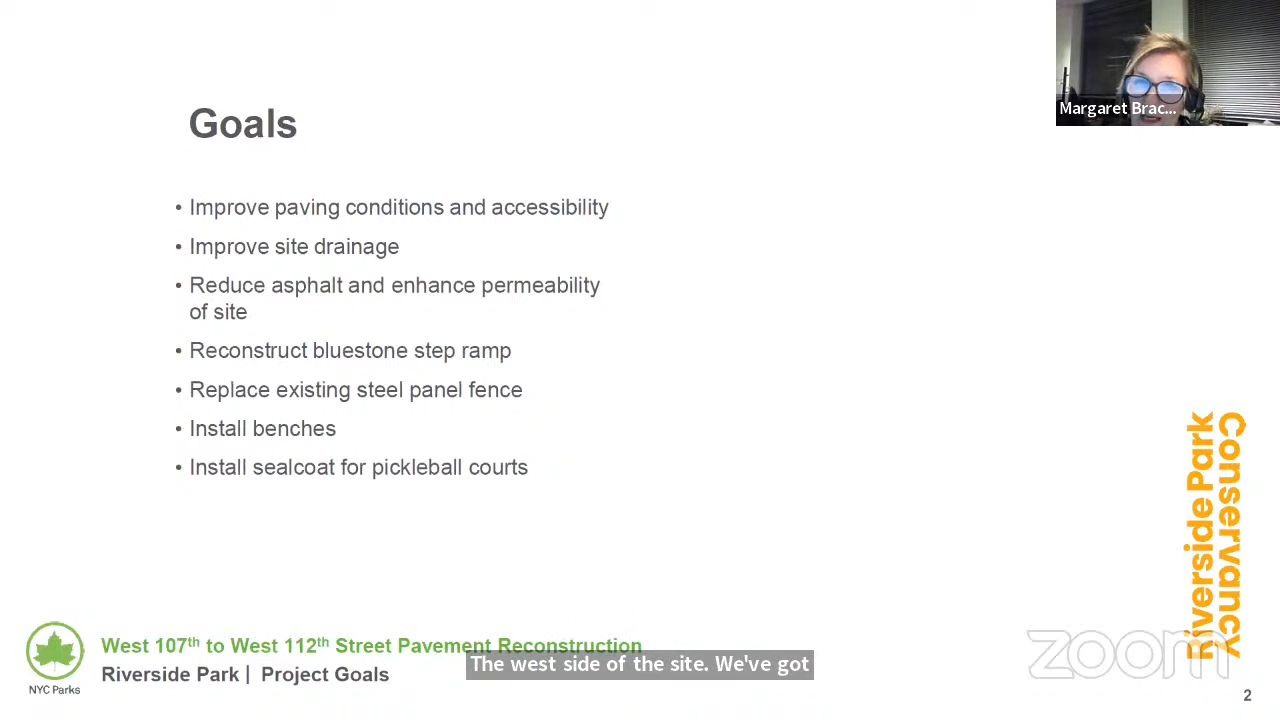 Margaret Brac...
Goals
• Improve paving conditions and accessibility
• Improve site drainage
• Reduce asphalt and enhance permeability
of site
• Reconstruct bluestone step ramp
• Replace existing steel panel fence
• Install benches
• Install sealcoat for pickleball courts
Riverside Park
Conservancy
West 107th to West 112th Street Pavement Reconstruction
Riverside Park | Project Goals
NYC Parks
The west side of the site. We've got
zoom
2